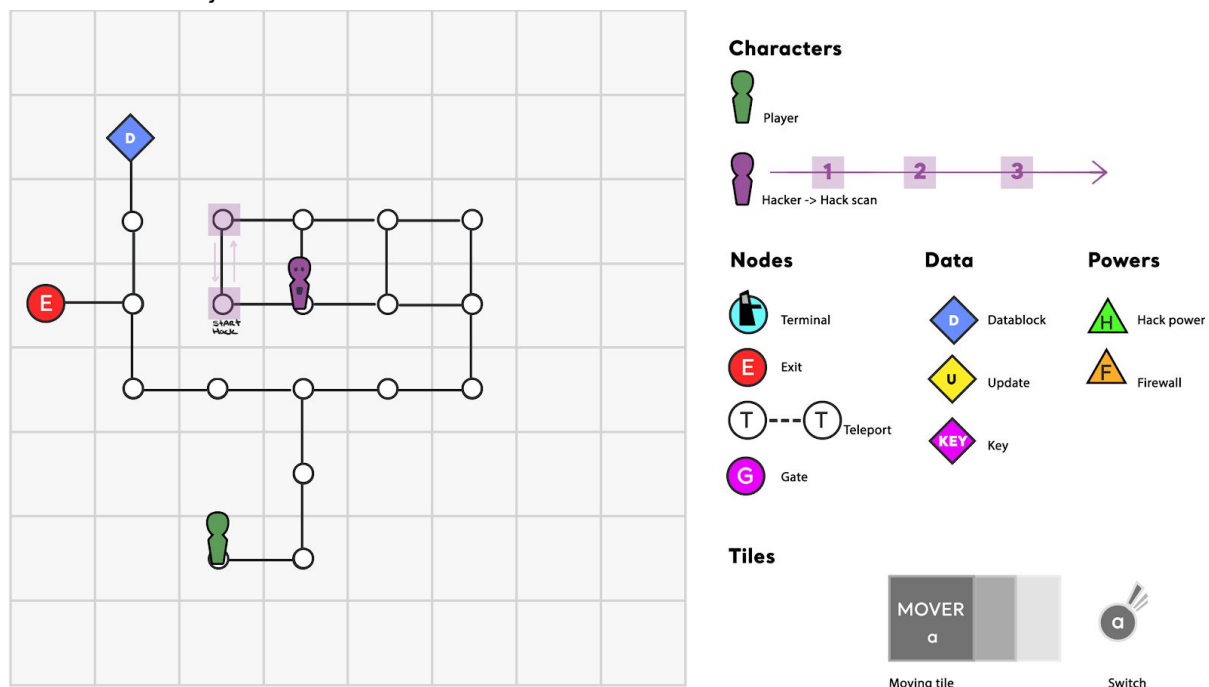 Characters
D
Player
1 2 3
Hacker -> Hack scan
E
START
HACK
Nodes Data Powers
Terminal
D Datablock
H Hack power
E Exit
U Update
F Firewall
T T Teleport
KEY Key
G Gate
Tiles
MOVER
a
a
Moving tile Switch